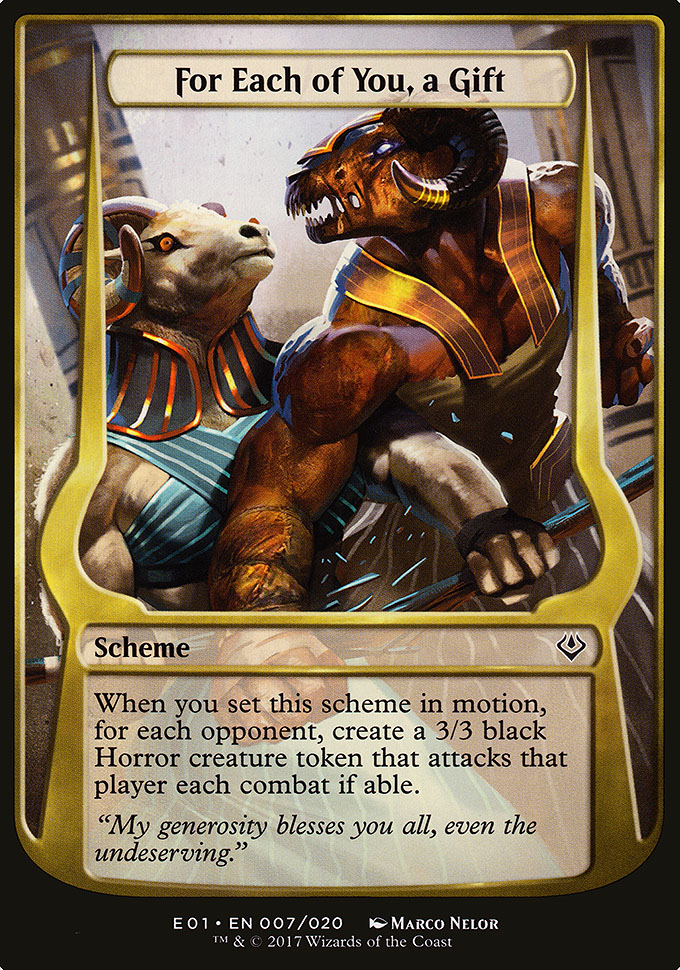 For Each of You, a Gift
Scheme
When you set this scheme in motion,
for each opponent, create a 3/3 black
Horror creature token that attacks that
player each combat if able.
“My generosity blesses you all, even the
undeserving.”
E01 • EN 007/020 Marco Nelor
™ & © 2017 Wizards of the Coast